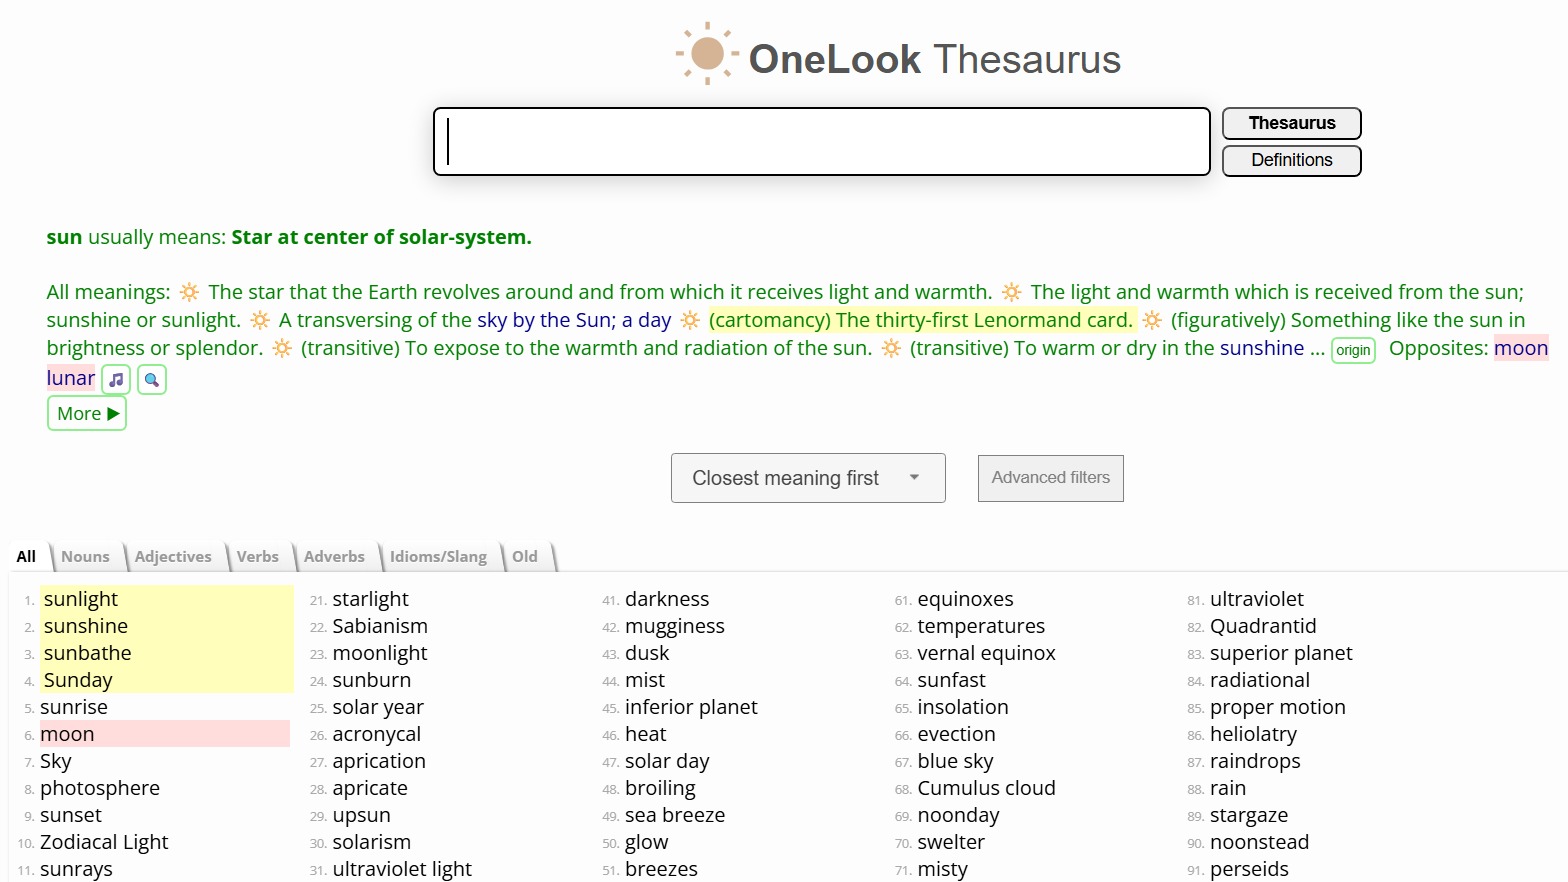 OneLook Thesaurus
Thesaurus
Definitions
sun usually means: Star at center of solar-system.
All meanings: The star that the Earth revolves around and from which it receives light and warmth. The light and warmth which is received from the sun;
sunshine or sunlight. A transversing of the sky by the Sun; a day (cartomancy) The thirty-first Lenormand card. (figuratively) Something like the sun in
brightness or splendor. (transitive) To expose to the warmth and radiation of the sun. (transitive) To warm or dry in the sunshine ... origin Opposites: moon
lunar
More ▶
Closest meaning first
Advanced filters
All Nouns Adjectives Verbs Adverbs Idioms/Slang Old
1. sunlight
2. sunshine
3. sunbathe
4. Sunday
5. sunrise
6. moon
7. Sky
8. photosphere
9. sunset
10. Zodiacal Light
11. sunrays
21. starlight
22. Sabianism
23. moonlight
24. sunburn
25. solar year
26. acronycal
27. aprication
28. apricate
29. upsun
30. solarism
31. ultraviolet light
41. darkness
42. mugginess
43. dusk
44. mist
45. inferior planet
46. heat
47. solar day
48. broiling
49. sea breeze
50. glow
51. breezes
61. equinoxes
62. temperatures
63. vernal equinox
64. sunfast
65. insolation
66. evection
67. blue sky
68. Cumulus cloud
69. noonday
70. swelter
71. misty
81. ultraviolet
82. Quadrantid
83. superior planet
84. radiational
85. proper motion
86. heliolatry
87. raindrops
88. rain
89. stargaze
90. noonstead
91. perseids